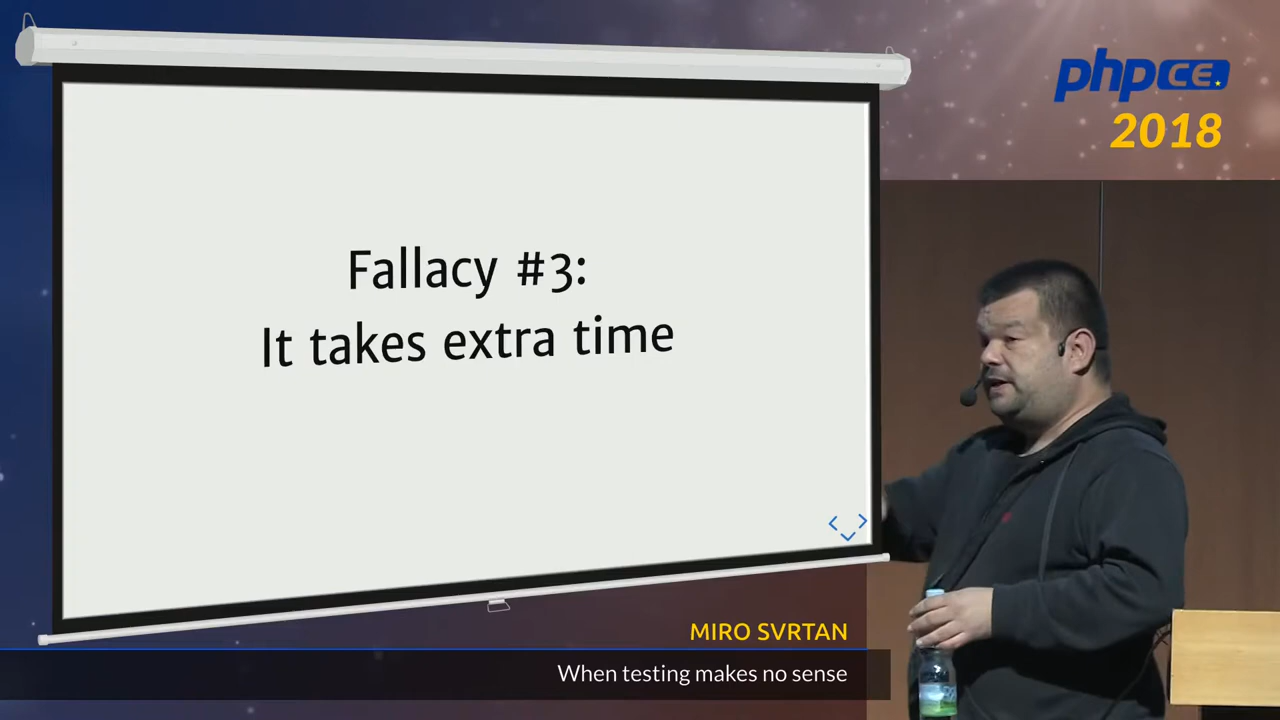 phpce
2018
Fallacy #3:
It takes extra time
MIRO SVRTAN
When testing makes no sense